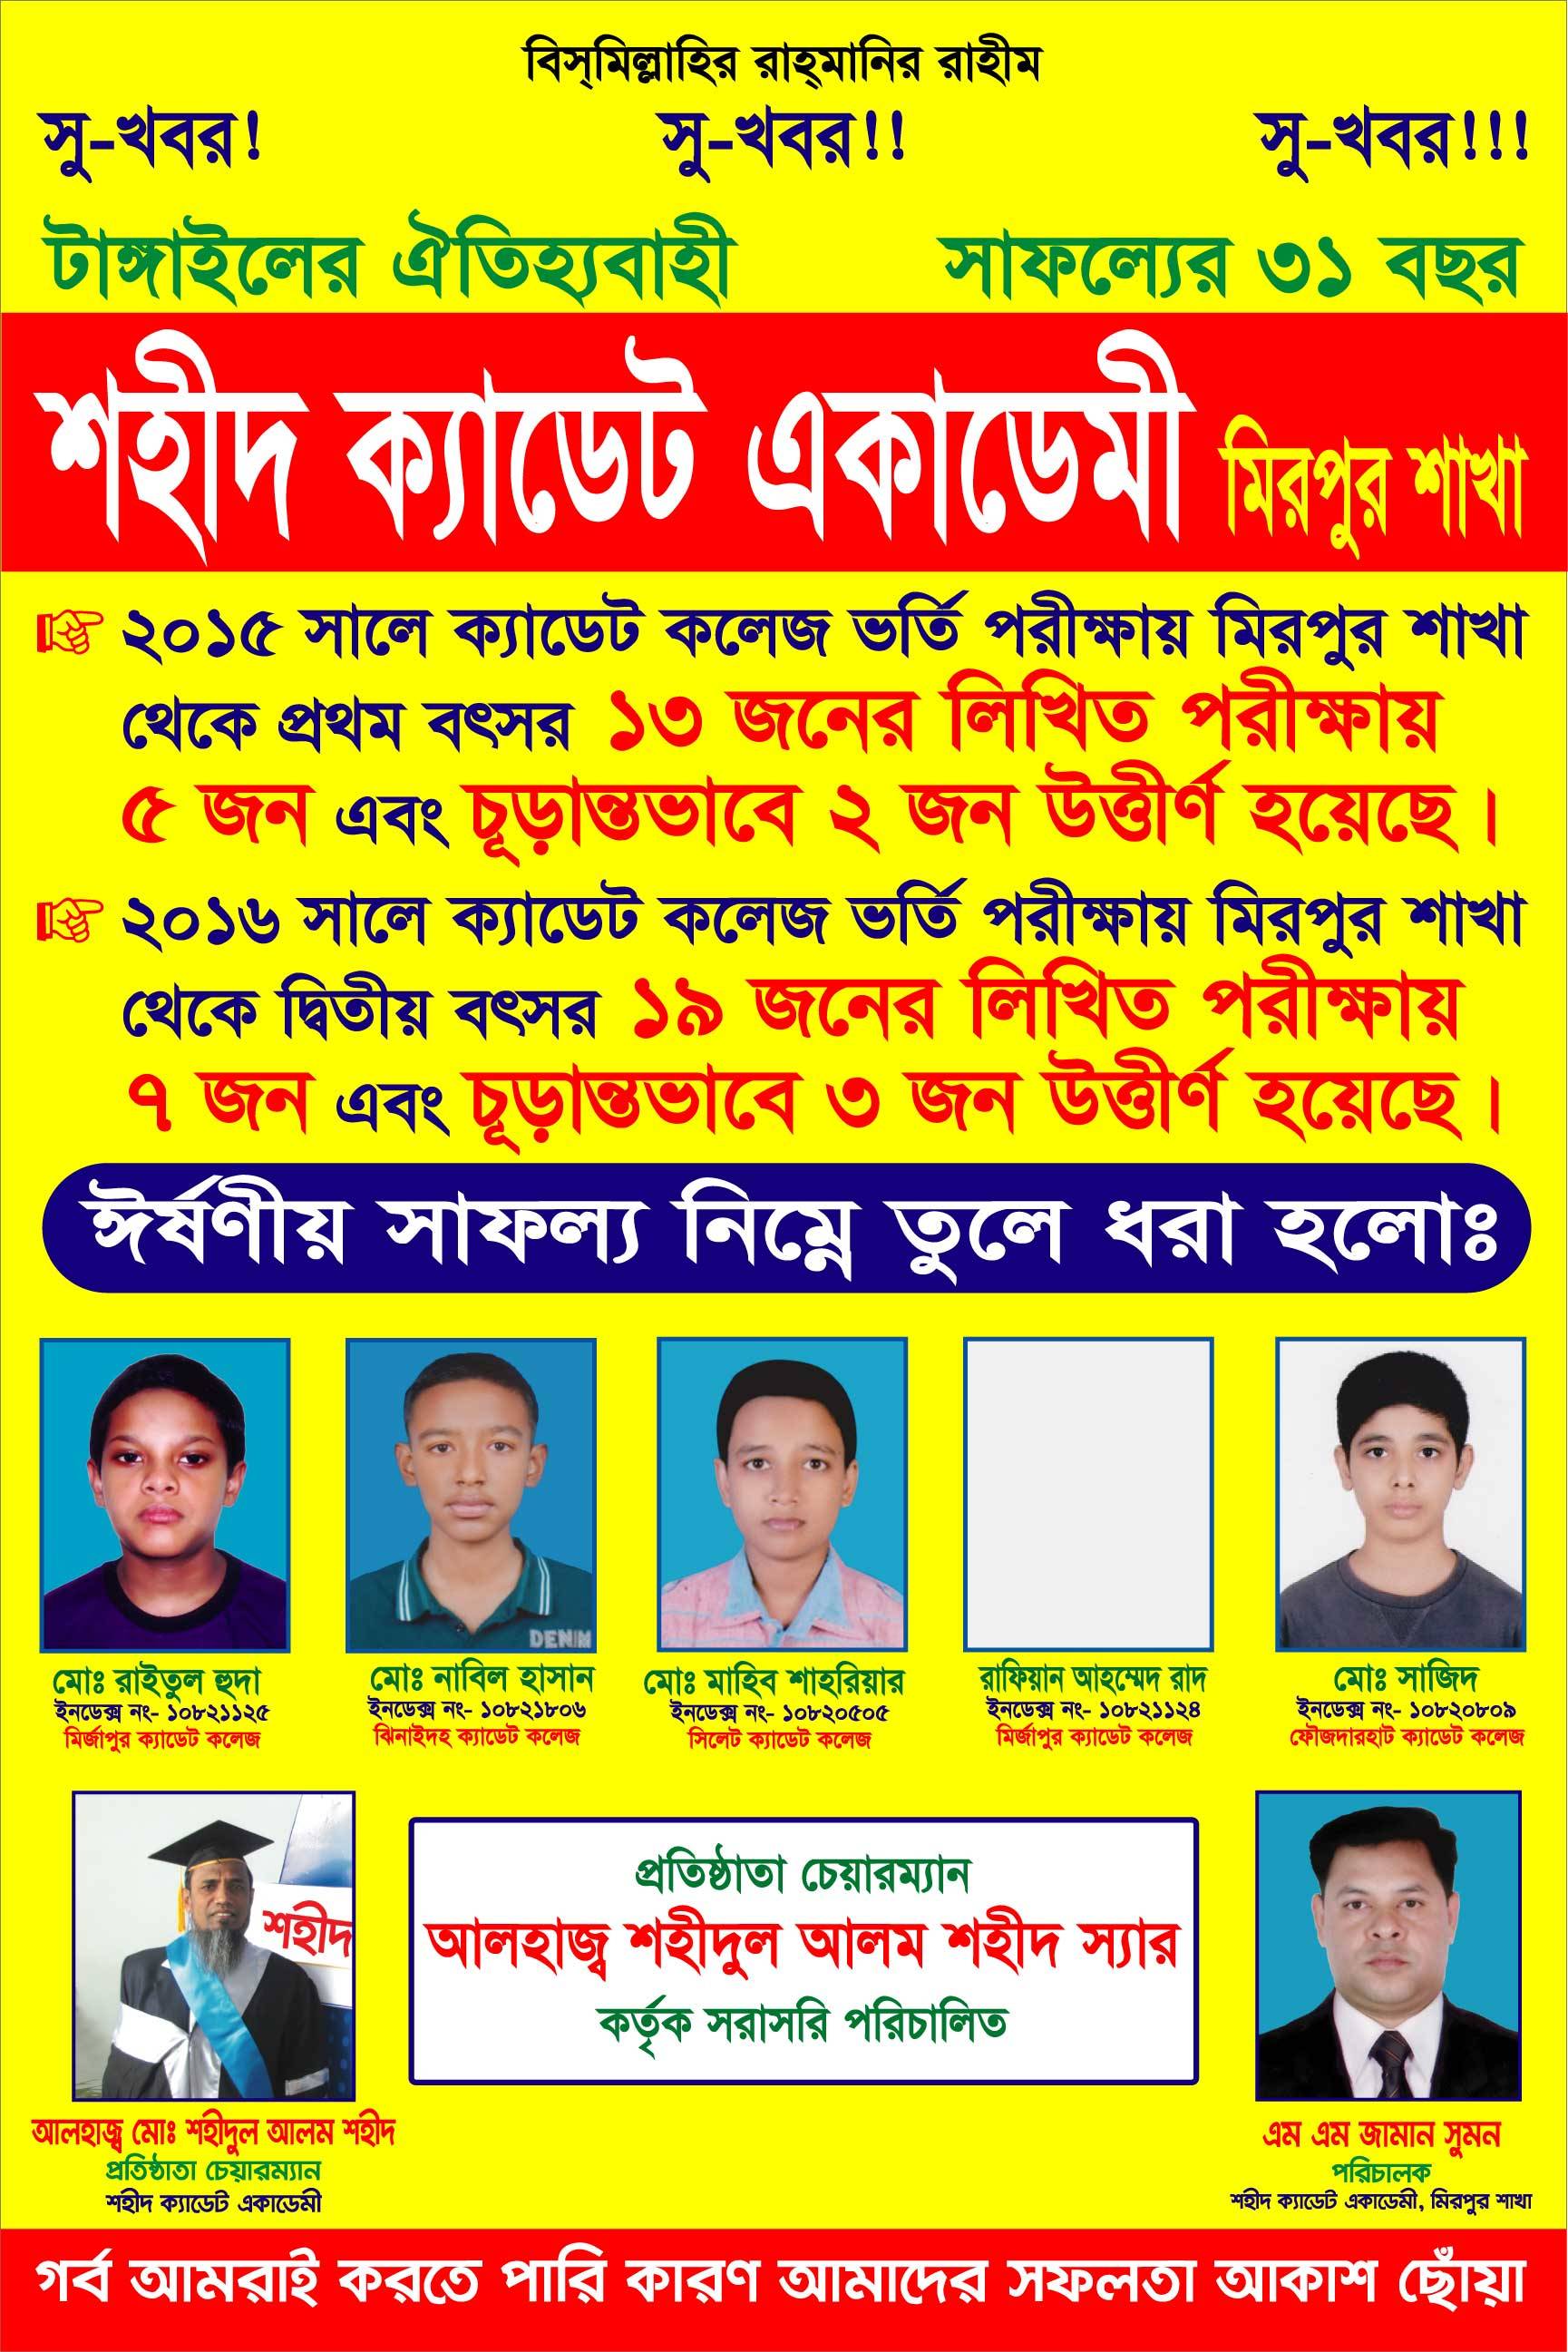 বিস্‌মিল্লাহির রাহ্‌মানির রাহীম
সু-খবর! সু-খবর!! সু-খবর!!!
টাঙ্গাইলের ঐতিহ্যবাহী সাফল্যের ৩১ বছর
শহীদ ক্যাডেট একাডেমী মিরপুর শাখা
২০১৫ সালে ক্যাডেট কলেজ ভর্তি পরীক্ষায় মিরপুর শাখা
থেকে প্রথম বৎসর ১৩ জনের লিখিত পরীক্ষায়
৫ জন এবং চূড়ান্তভাবে ২ জন উত্তীর্ণ হয়েছে।
২০১৬ সালে ক্যাডেট কলেজ ভর্তি পরীক্ষায় মিরপুর শাখা
থেকে দ্বিতীয় বৎসর ১৯ জনের লিখিত পরীক্ষায়
৭ জন এবং চূড়ান্তভাবে ৩ জন উত্তীর্ণ হয়েছে।
ঈর্ষণীয় সাফল্য নিম্নে তুলে ধরা হলোঃ
DENIM
মোঃ রাইতুল হুদা
ইনডেক্স নং- ১০৮২১১২৫
মির্জাপুর ক্যাডেট কলেজ
মোঃ নাবিল হাসান
ইনডেক্স নং- ১০৮২১৮০৬
ঝিনাইদহ ক্যাডেট কলেজ
মোঃ মাহিব শাহরিয়ার
ইনডেক্স নং- ১০৮২০৫০৫
সিলেট ক্যাডেট কলেজ
রাফিয়ান আহম্মেদ রাদ
ইনডেক্স নং- ১০৮২১১২৪
মির্জাপুর ক্যাডেট কলেজ
মোঃ সাজিদ
ইনডেক্স নং- ১০৮২০৮০৯
ফৌজদারহাট ক্যাডেট কলেজ
শহীদ
প্রতিষ্ঠাতা চেয়ারম্যান
আলহাজ্ব শহীদুল আলম শহীদ স্যার
কর্তৃক সরাসরি পরিচালিত
আলহাজ্ব মোঃ শহীদুল আলম শহীদ
প্রতিষ্ঠাতা চেয়ারম্যান
শহীদ ক্যাডেট একাডেমী
এম এম জামান সুমন
পরিচালক
শহীদ ক্যাডেট একাডেমী, মিরপুর শাখা
গর্ব আমরাই করতে পারি কারণ আমাদের সফলতা আকাশ ছোঁয়া